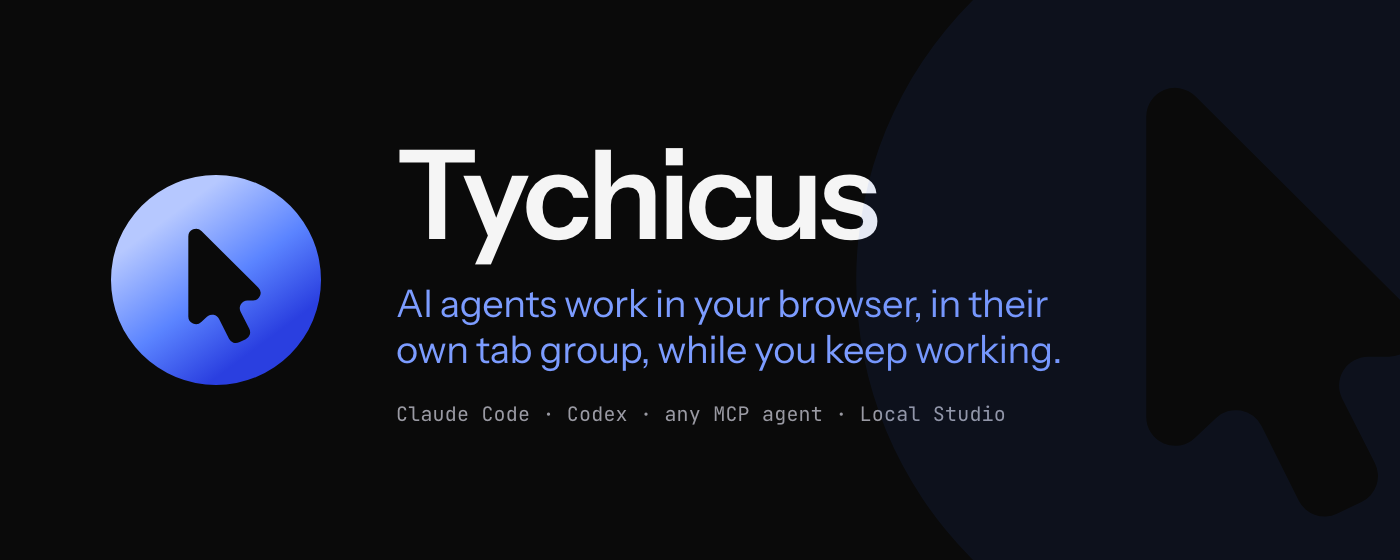 Tychicus
AI agents work in your browser, in their
own tab group, while you keep working.
Claude Code · Codex · any MCP agent · Local Studio